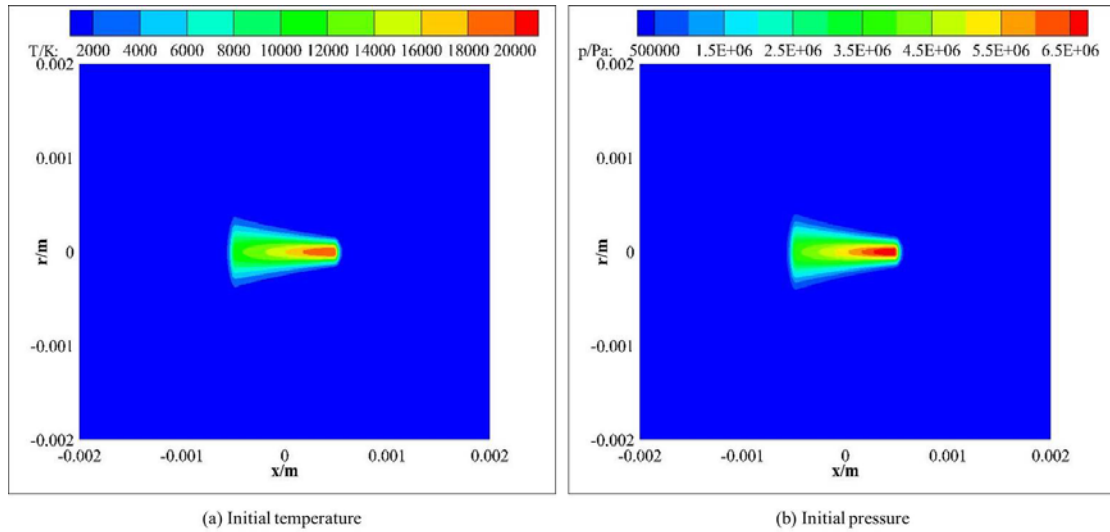 T/K: 2000 4000 6000 8000 10000 12000 14000 16000 18000 20000
0.002
0.001
0
-0.001
-0.002
r/m
-0.002 -0.001 0 0.001 0.002
x/m
(a) Initial temperature
p/Pa: 500000 1.5E+06 2.5E+06 3.5E+06 4.5E+06 5.5E+06 6.5E+06
0.002
0.001
0
-0.001
-0.002
r/m
-0.002 -0.001 0 0.001 0.002
x/m
(b) Initial pressure